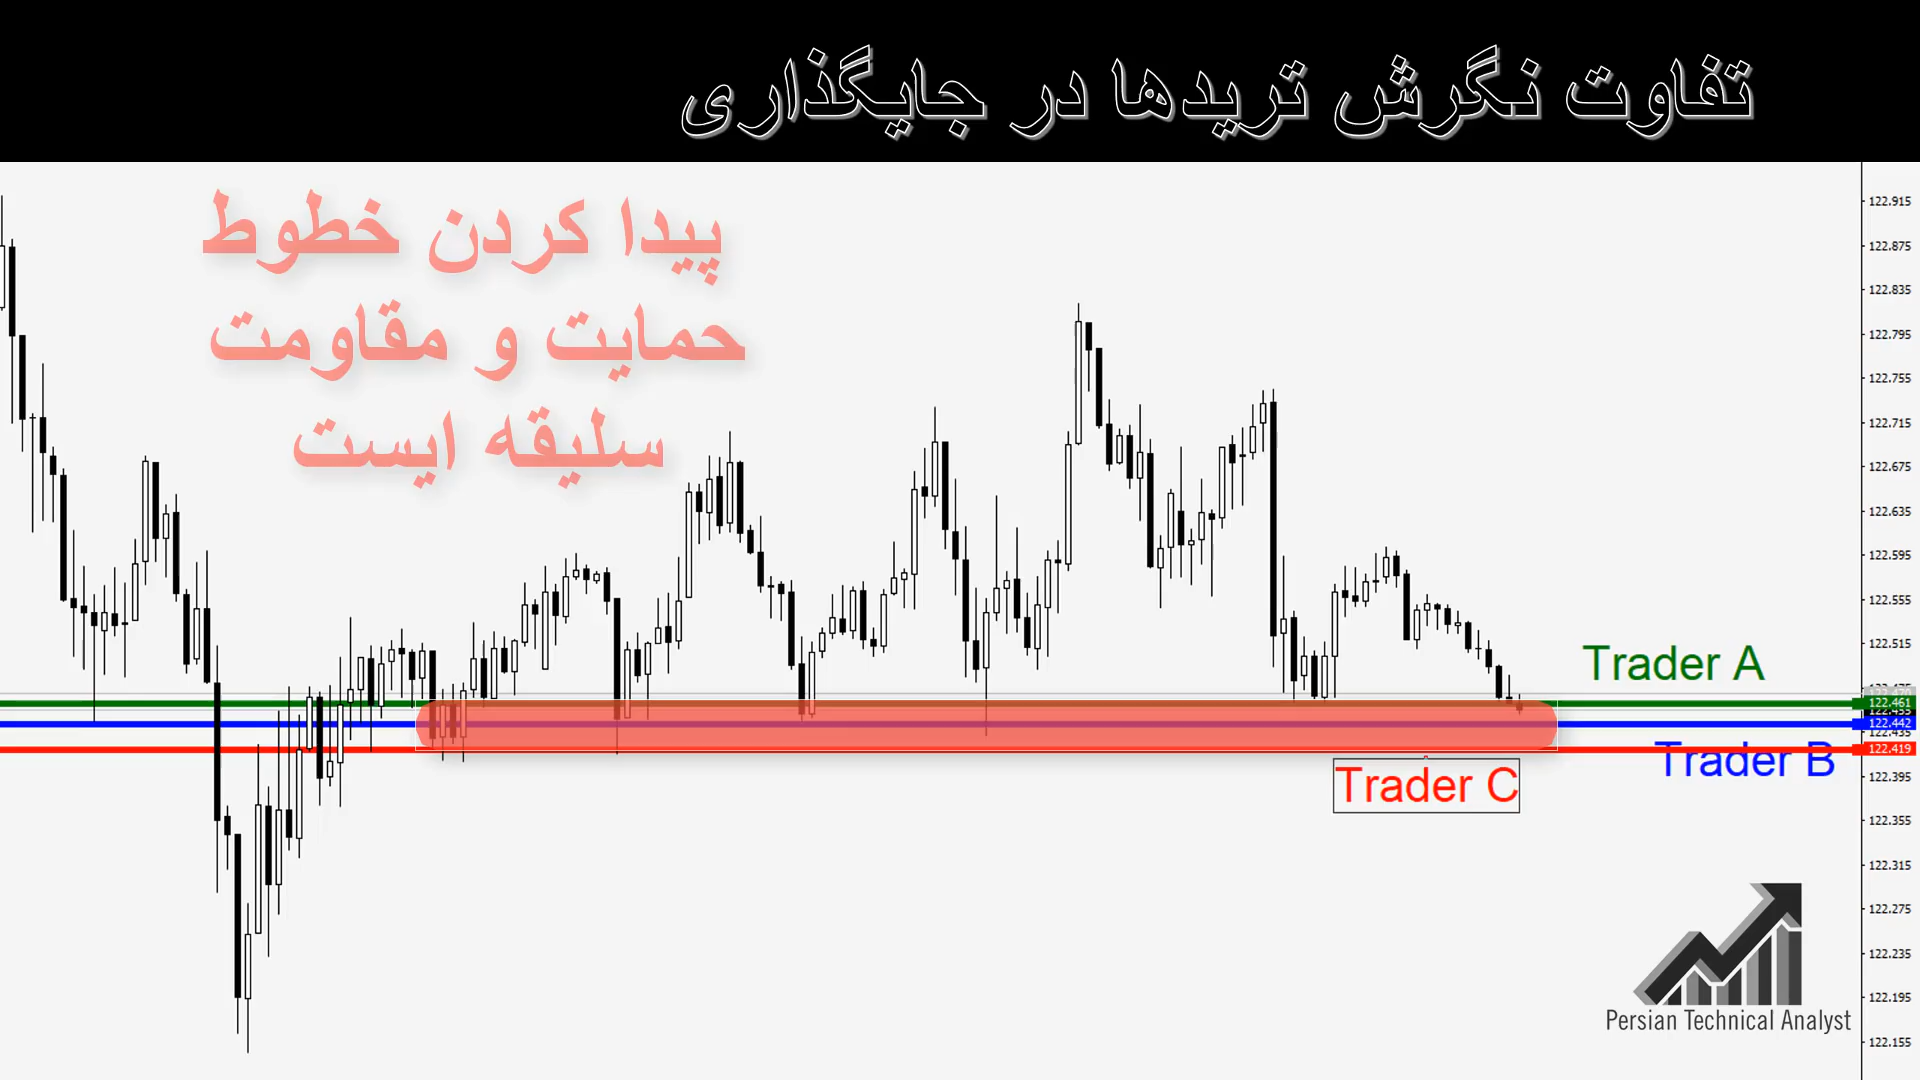 تفاوت نگرش تریدها در جایگذاری
پیدا کردن خطوط
حمایت و مقاومت
سلیقه ایست
122.915
122.875
122.835
122.795
122.755
122.715
122.675
122.635
122.595
122.555
122.515
Trader A
122.461
122.442
122.435
122.419
Trader B
Trader C
122.395
122.355
122.315
122.275
122.235
122.195
122.155
Persian Technical Analyst